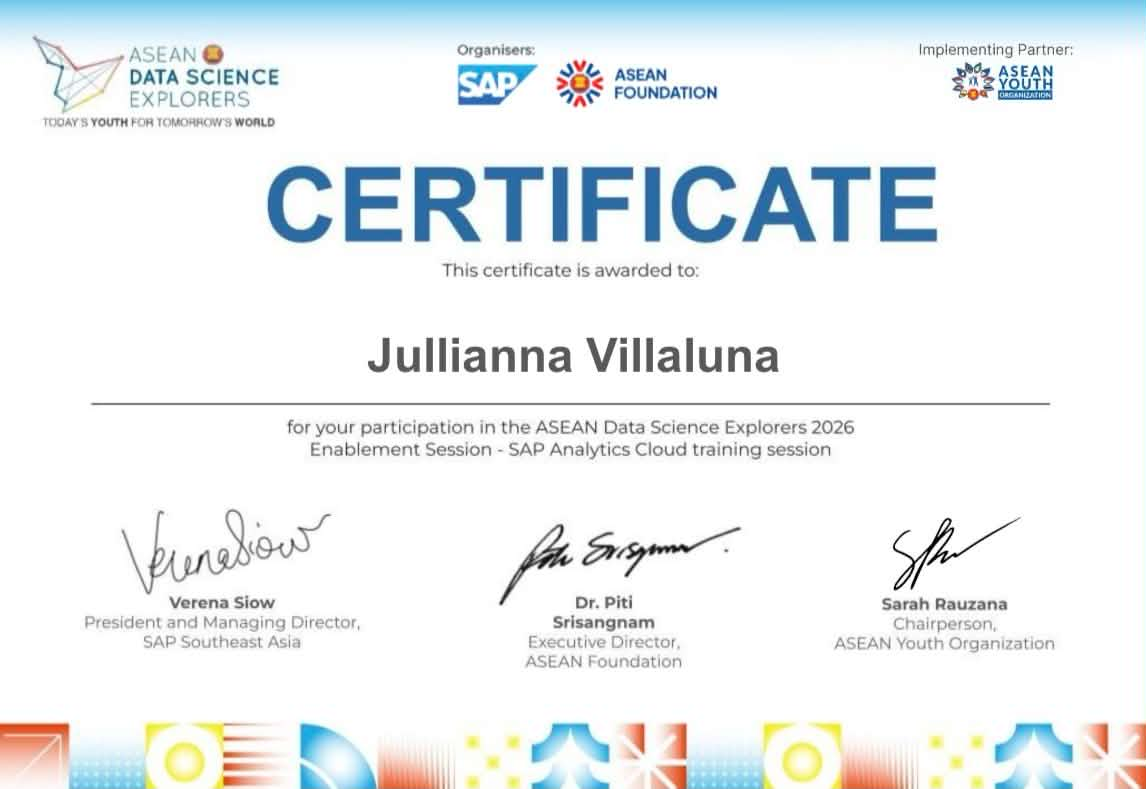 ASEAN
DATA SCIENCE
EXPLORERS
TODAY'S YOUTH FOR TOMORROW'S WORLD
Organisers:
SAP
ASEAN
FOUNDATION
Implementing Partner:
ASEAN
YOUTH
ORGANIZATION
CERTIFICATE
This certificate is awarded to:
Jullianna Villaluna
for your participation in the ASEAN Data Science Explorers 2026
Enablement Session - SAP Analytics Cloud training session
VerenaSiow
Verena Siow
President and Managing Director,
SAP Southeast Asia
Dr. Piti
Srisangnam
Executive Director,
ASEAN Foundation
Sarah Rauzana
Chairperson,
ASEAN Youth Organization